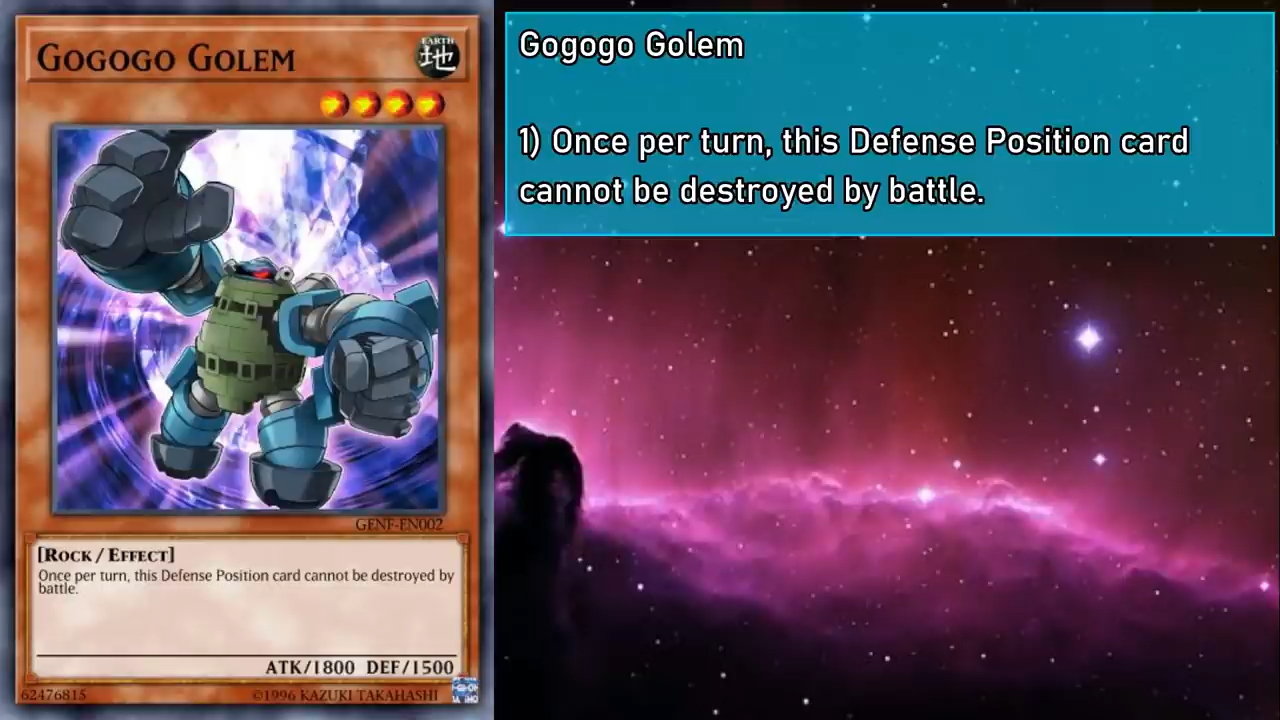 GOGOGO GOLEM
EARTH
地
GENF-EN002
[ROCK / EFFECT]
Once per turn, this Defense Position card cannot be destroyed by
battle.
ATK/1800 DEF/1500
62476815
©1996 KAZUKI TAKAHASHI
Gogogo Golem
1) Once per turn, this Defense Position card
cannot be destroyed by battle.